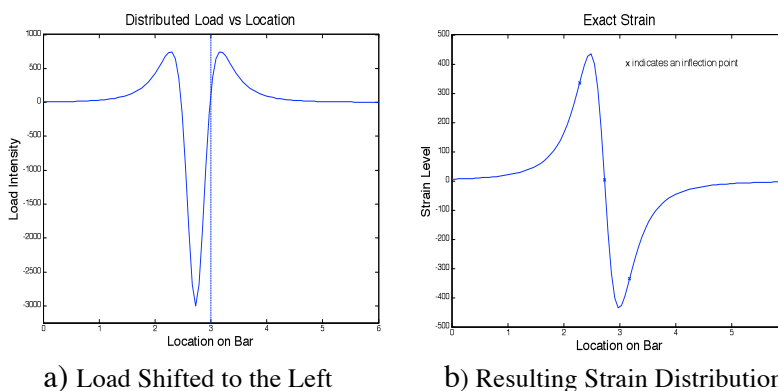 Distributed Load vs Location
Load Intensity
1000
500
0
-500
-1000
-1500
-2000
-2500
-3000
0 1 2 3 4 5 6
Location on Bar
a) Load Shifted to the Left
Exact Strain
x indicates an inflection point
Strain Level
500
400
300
200
100
0
-100
-200
-300
-400
-500
0 1 2 3 4 5
Location on Bar
b) Resulting Strain Distribution